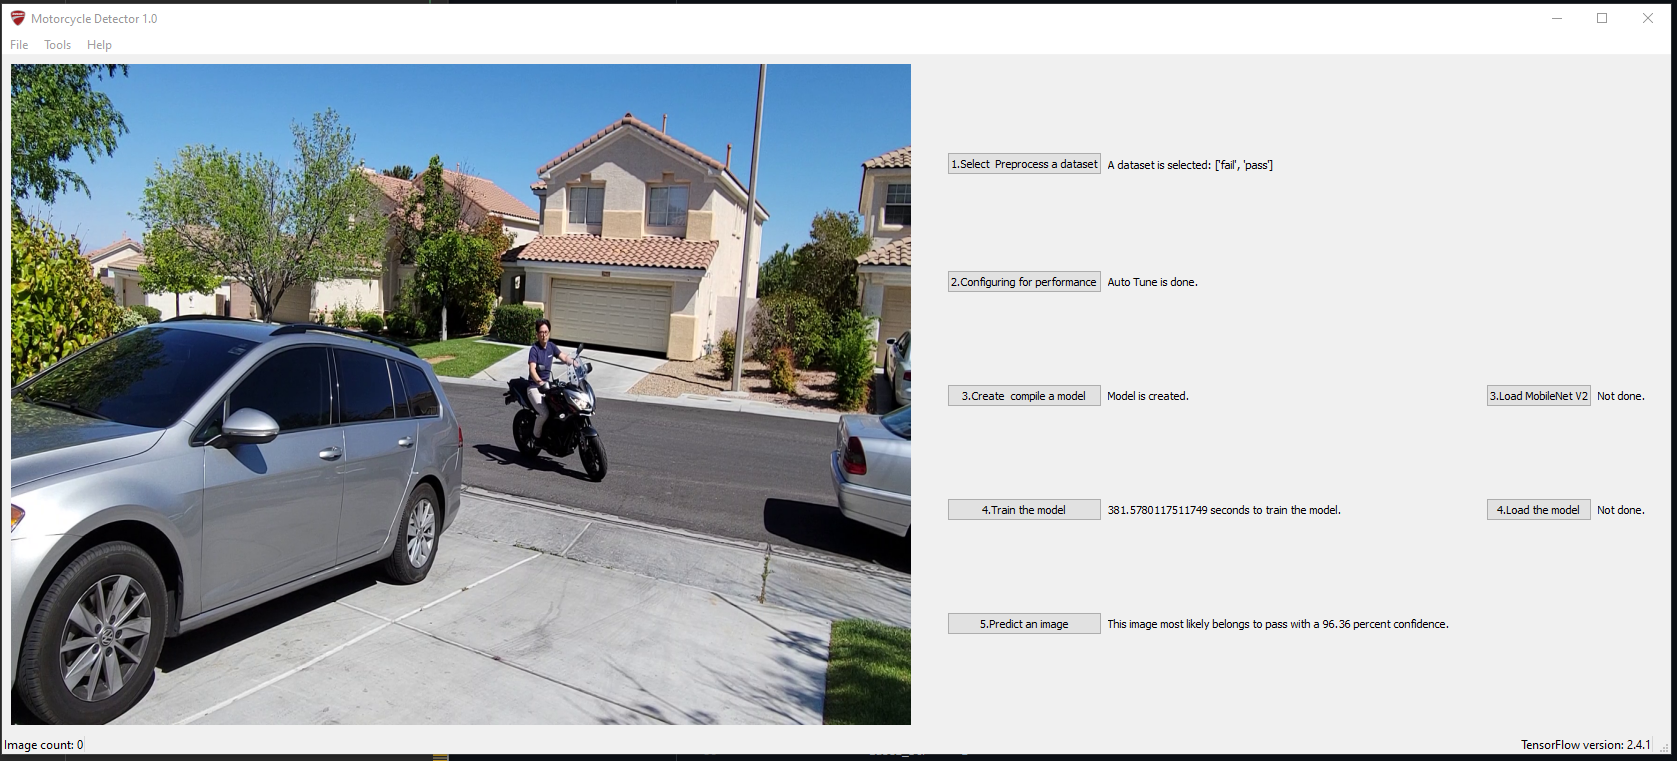 Motorcycle Detector 1.0
File Tools Help
1.Select Preprocess a dataset A dataset is selected: ['fail', 'pass']
2.Configuring for performance Auto Tune is done.
3.Create compile a model Model is created. 3.Load MobileNet V2 Not done.
4.Train the model 381.5780117511749 seconds to train the model. 4.Load the model Not done.
5.Predict an image This image most likely belongs to pass with a 96.36 percent confidence.
Image count: 0 TensorFlow version: 2.4.1